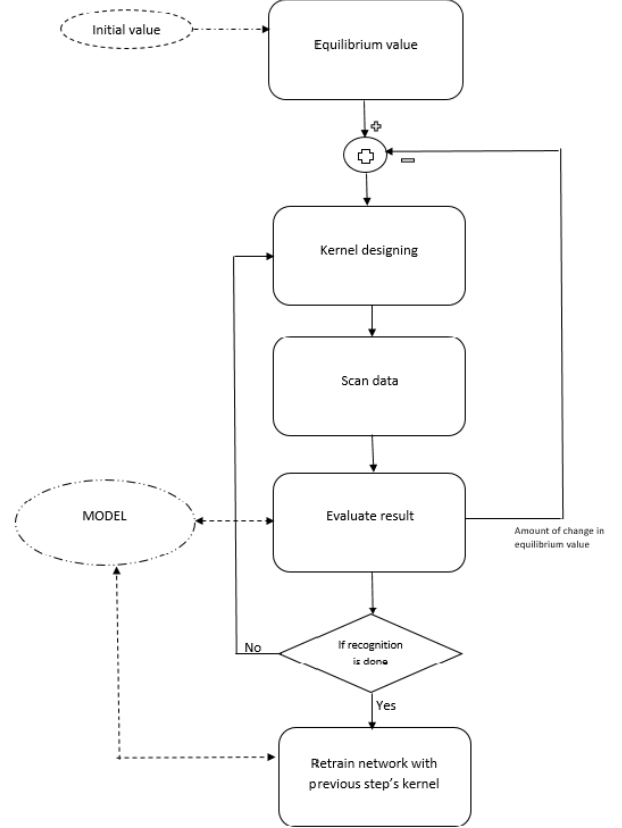 Initial value
Equilibrium value
Kernel designing
Scan data
MODEL
Evaluate result
Amount of change in
equilibrium value
If recognition
is done
No
Yes
Retrain network with
previous step's kernel